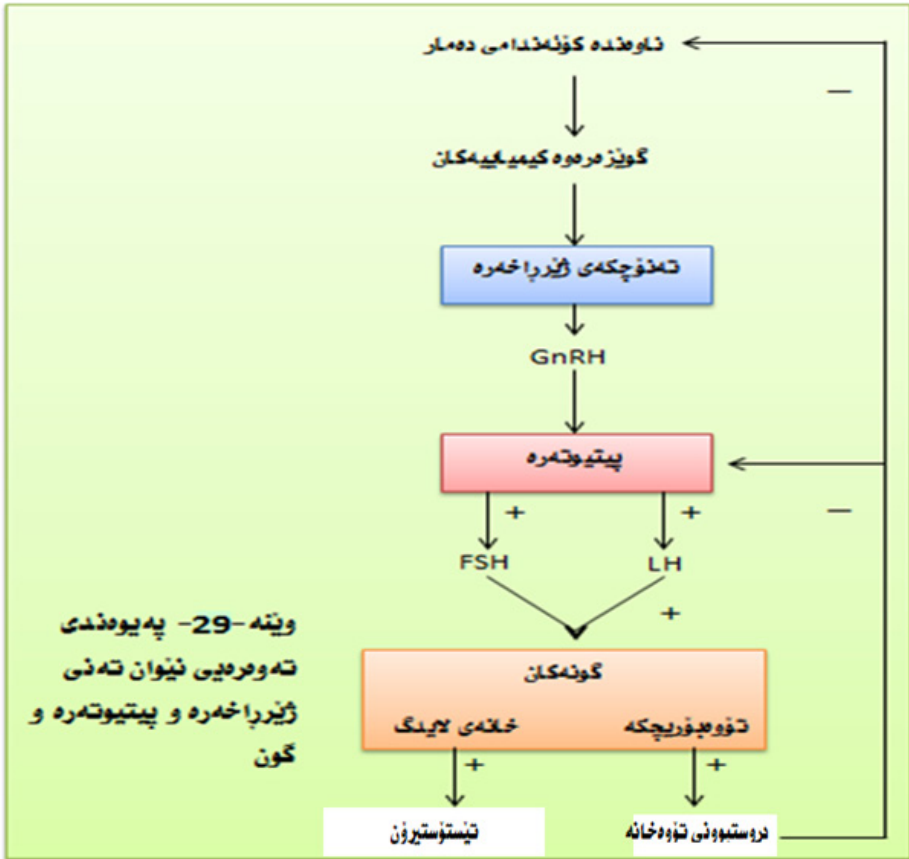 ناوەندە کۆئەندامی دەمار
گوێزەرەوە کیمیاییەکان
تەنۆچکەی ژێرڕاخەرە
GnRH
پیتیوتەرە
+ +
FSH LH
+
گونەکان
تۆوەبۆریچکە خانەی لایدگ
+ +
دروستبوونی تۆوەخانە تێستۆستیرۆن
—
—
وێنە -29- پەیوەندی
تەوەرەیی نێوان تەنی
ژێرڕاخەرە و پیتیوتەرە و
گون